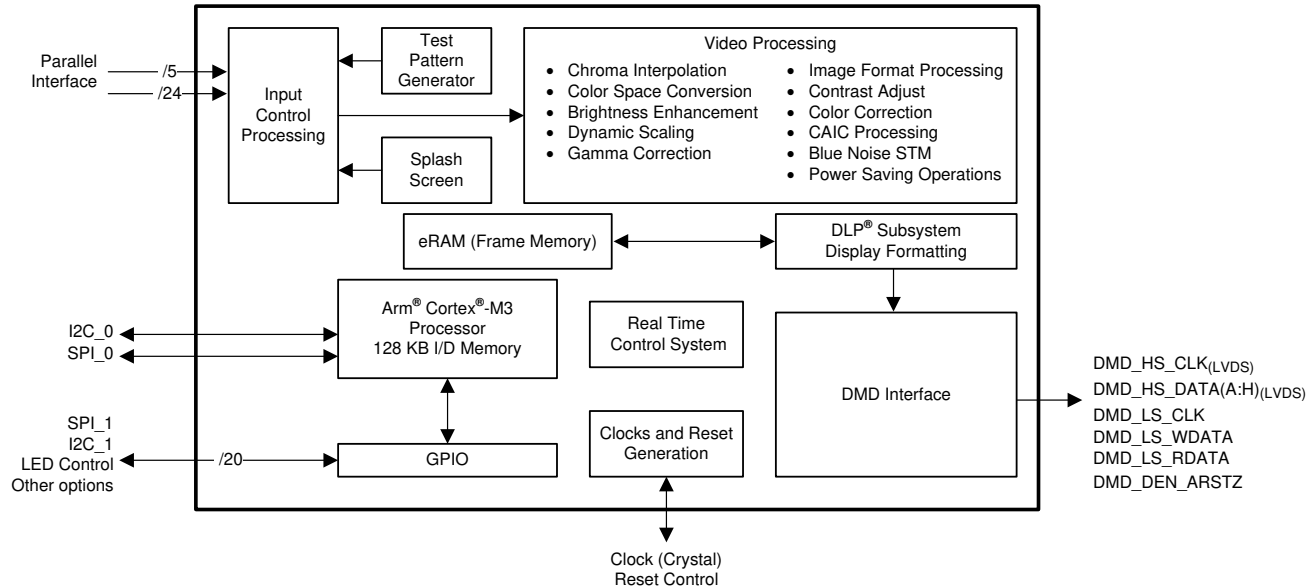 Parallel
Interface
/5
/24
Input
Control
Processing
Test
Pattern
Generator
Splash
Screen
Video Processing
• Chroma Interpolation
• Color Space Conversion
• Brightness Enhancement
• Dynamic Scaling
• Gamma Correction
• Image Format Processing
• Contrast Adjust
• Color Correction
• CAIC Processing
• Blue Noise STM
• Power Saving Operations
eRAM (Frame Memory)
DLP® Subsystem
Display Formatting
I2C_0
SPI_0
Arm® Cortex®-M3
Processor
128 KB I/D Memory
Real Time
Control System
DMD Interface
DMD_HS_CLK(LVDS)
DMD_HS_DATA(A:H)(LVDS)
DMD_LS_CLK
DMD_LS_WDATA
DMD_LS_RDATA
DMD_DEN_ARSTZ
SPI_1
I2C_1
LED Control
Other options
/20
GPIO
Clocks and Reset
Generation
Clock (Crystal)
Reset Control